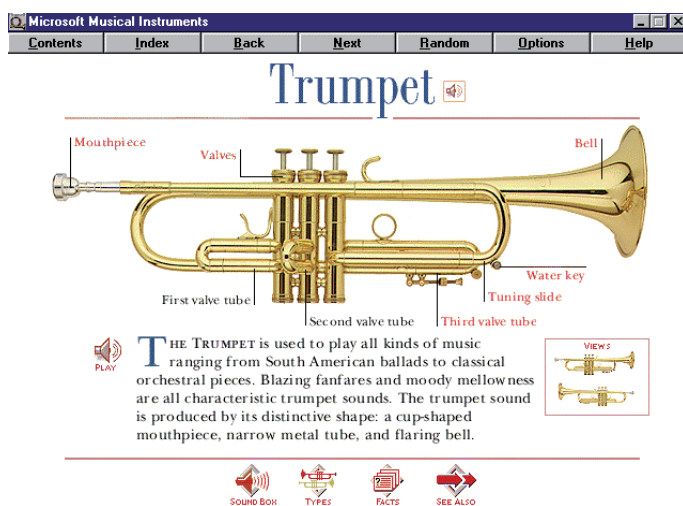 Microsoft Musical Instruments
Contents Index Back Next Random Options Help
Trumpet
Mouthpiece
Valves
Bell
Water key
Tuning slide
First valve tube
Second valve tube
Third valve tube
PLAY
THE TRUMPET is used to play all kinds of music
ranging from South American ballads to classical
orchestral pieces. Blazing fanfares and moody mellowness
are all characteristic trumpet sounds. The trumpet sound
is produced by its distinctive shape: a cup-shaped
mouthpiece, narrow metal tube, and flaring bell.
VIEWS
SOUND BOX TYPES FACTS SEE ALSO